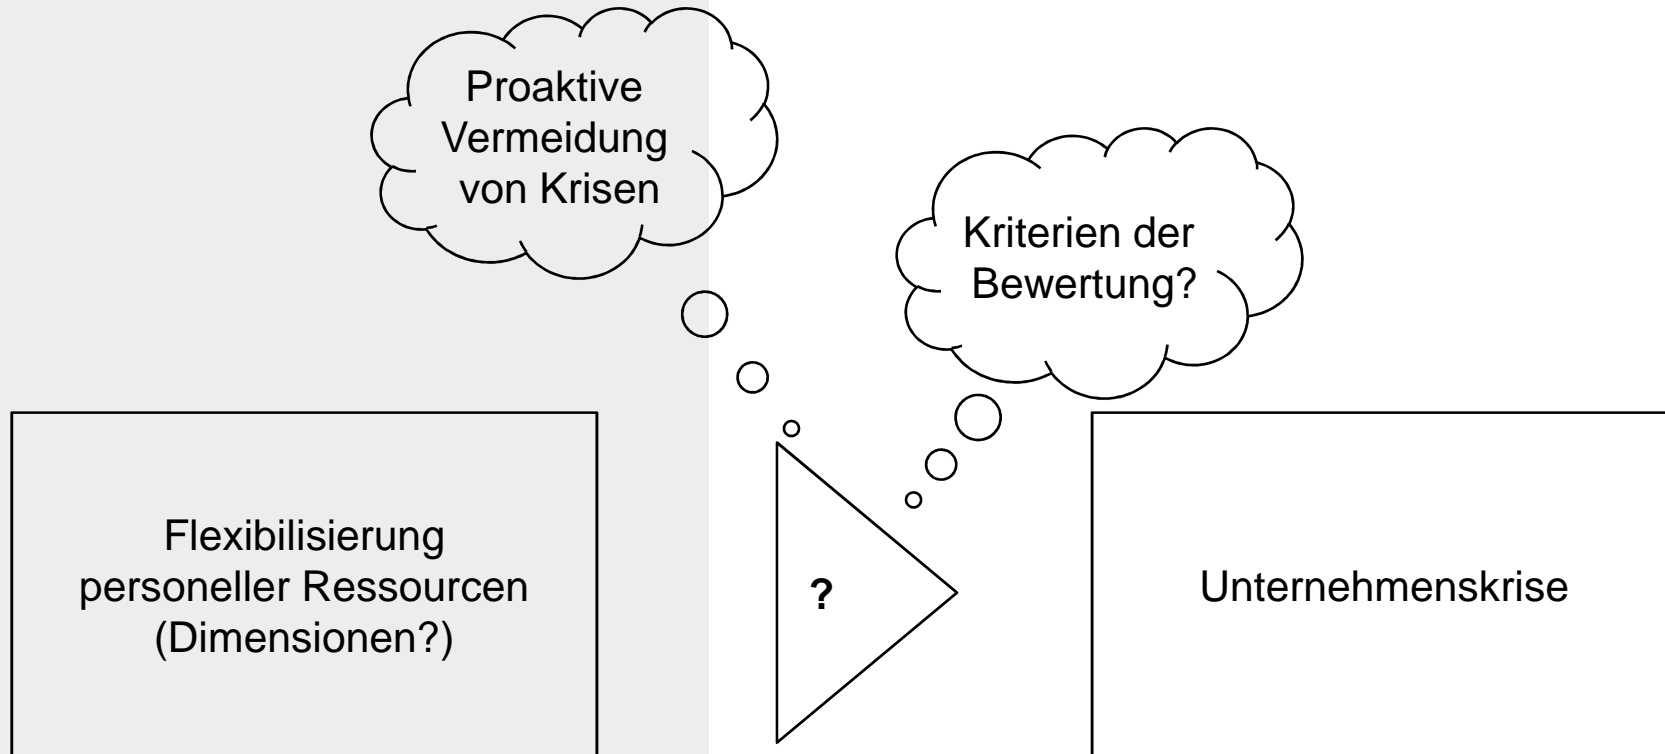 Proaktive
Vermeidung
von Krisen
Kriterien der
Bewertung?
Flexibilisierung
personeller Ressourcen
(Dimensionen?)
?
Unternehmenskrise